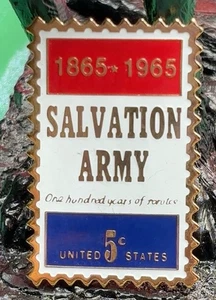 1865 ★ 1965
SALVATION
ARMY
One hundred years of service
5c
UNITED STATES